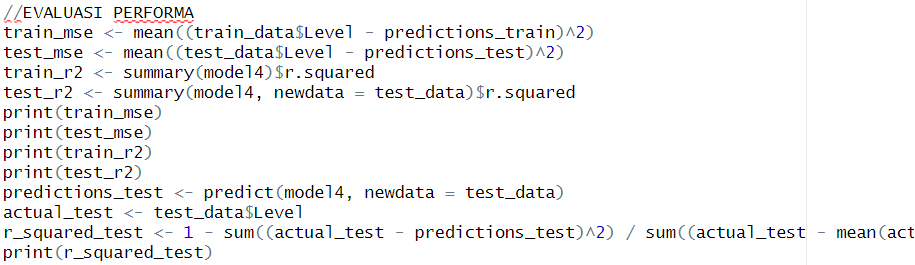 //EVALUASI PERFORMA
train_mse <- mean((train_data$Level - predictions_train)^2)
test_mse <- mean((test_data$Level - predictions_test)^2)
train_r2 <- summary(model4)$r.squared
test_r2 <- summary(model4, newdata = test_data)$r.squared
print(train_mse)
print(test_mse)
print(train_r2)
print(test_r2)
predictions_test <- predict(model4, newdata = test_data)
actual_test <- test_data$Level
r_squared_test <- 1 - sum((actual_test - predictions_test)^2) / sum((actual_test - mean(act
print(r_squared_test)